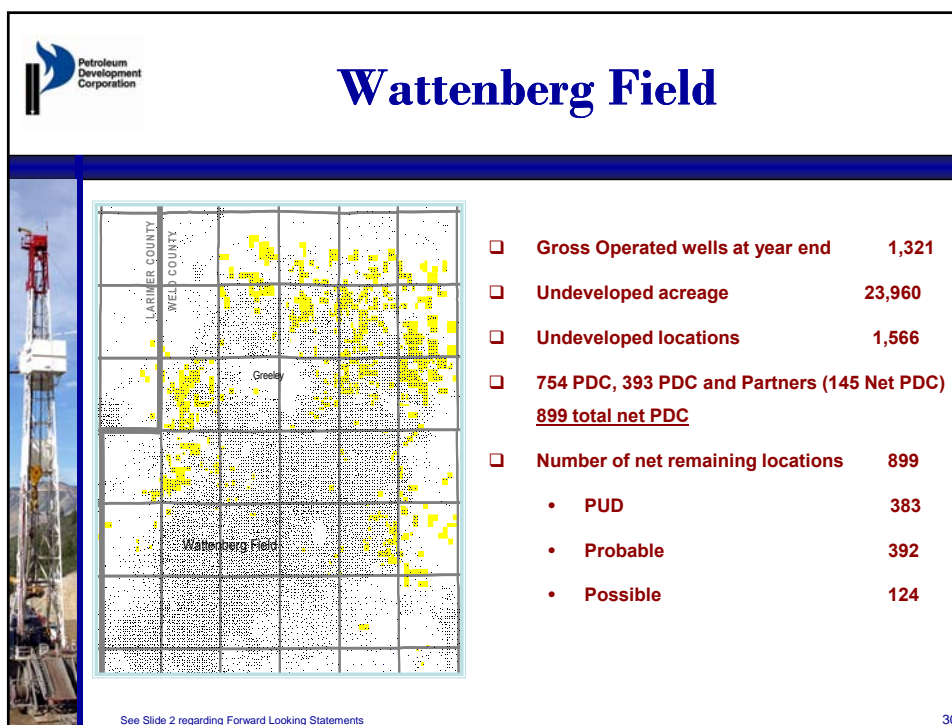 Petroleum
Development
Corporation
Wattenberg Field
LARIMER COUNTY
WELD COUNTY
Greeley
Wattenberg Field
Gross Operated wells at year end 1,321
Undeveloped acreage 23,960
Undeveloped locations 1,566
754 PDC, 393 PDC and Partners (145 Net PDC)
899 total net PDC
Number of net remaining locations 899
• PUD 383
• Probable 392
• Possible 124
See Slide 2 regarding Forward Looking Statements